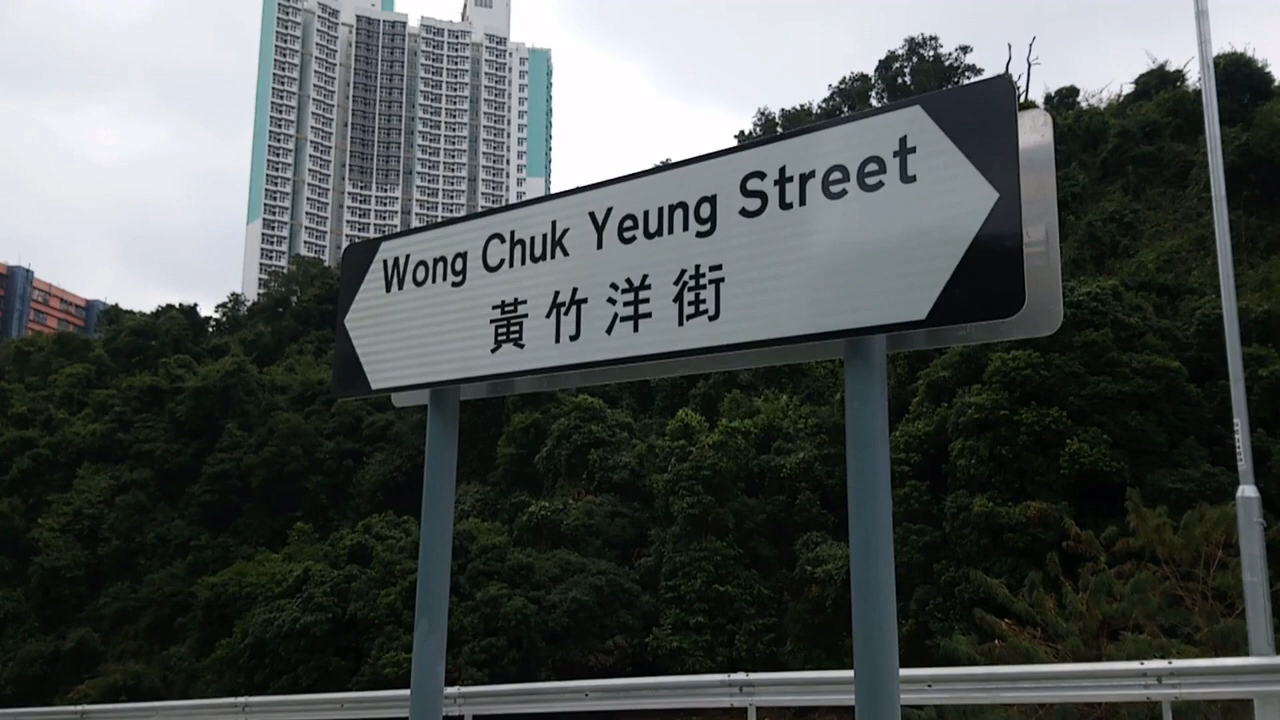 Wong Chuk Yeung Street
黃竹洋街